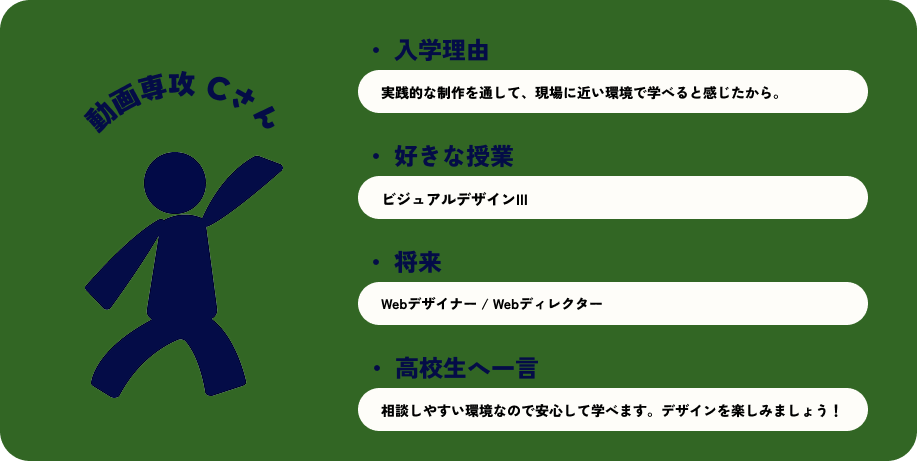 動画専攻 Cさん
・ 入学理由
実践的な制作を通して、現場に近い環境で学べると感じたから。
・ 好きな授業
ビジュアルデザインIII
・ 将来
Webデザイナー / Webディレクター
・ 高校生へ一言
相談しやすい環境なので安心して学べます。デザインを楽しみましょう！